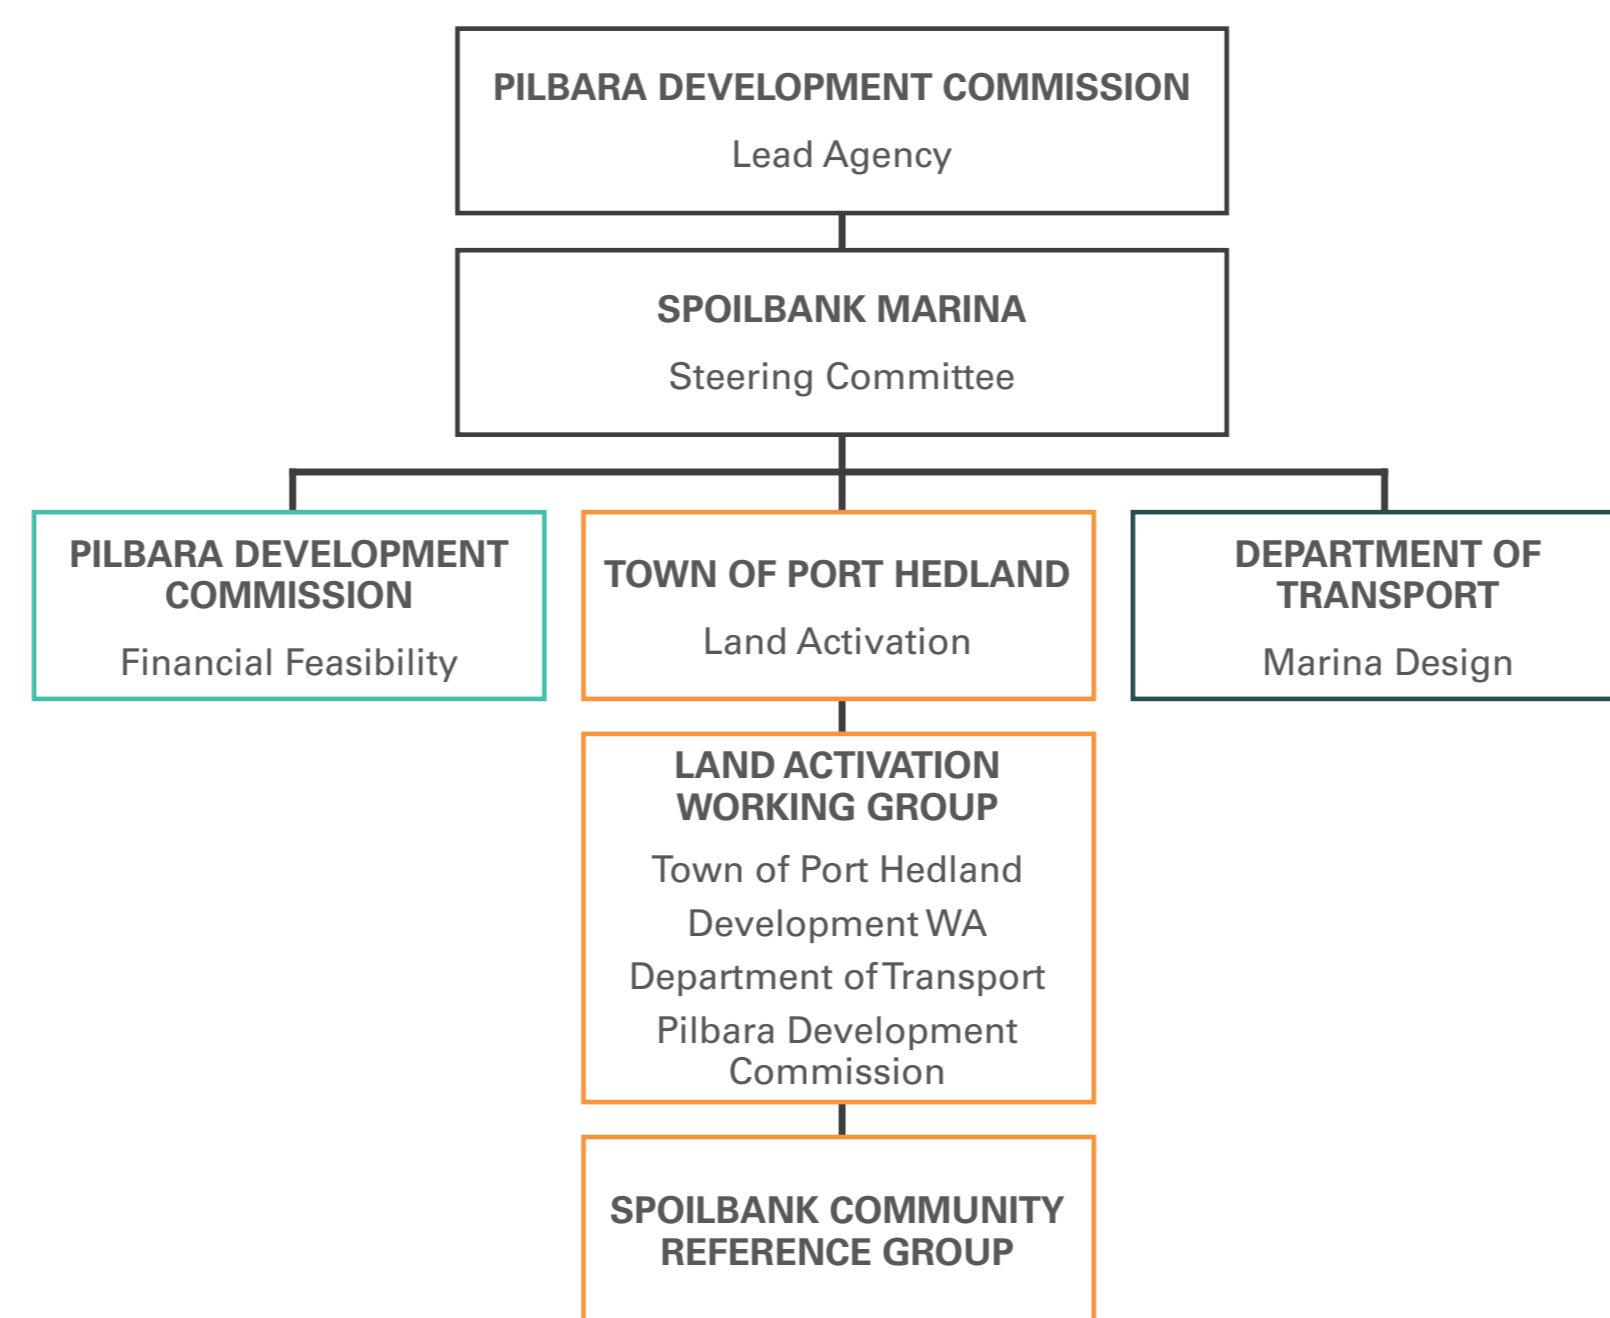 PILBARA DEVELOPMENT COMMISSION
Lead Agency
SPOILBANK MARINA
Steering Committee
PILBARA DEVELOPMENT
COMMISSION
Financial Feasibility
TOWN OF PORT HEDLAND
Land Activation
DEPARTMENT OF
TRANSPORT
Marina Design
LAND ACTIVATION
WORKING GROUP
Town of Port Hedland
Development WA
Department of Transport
Pilbara Development
Commission
SPOILBANK COMMUNITY
REFERENCE GROUP